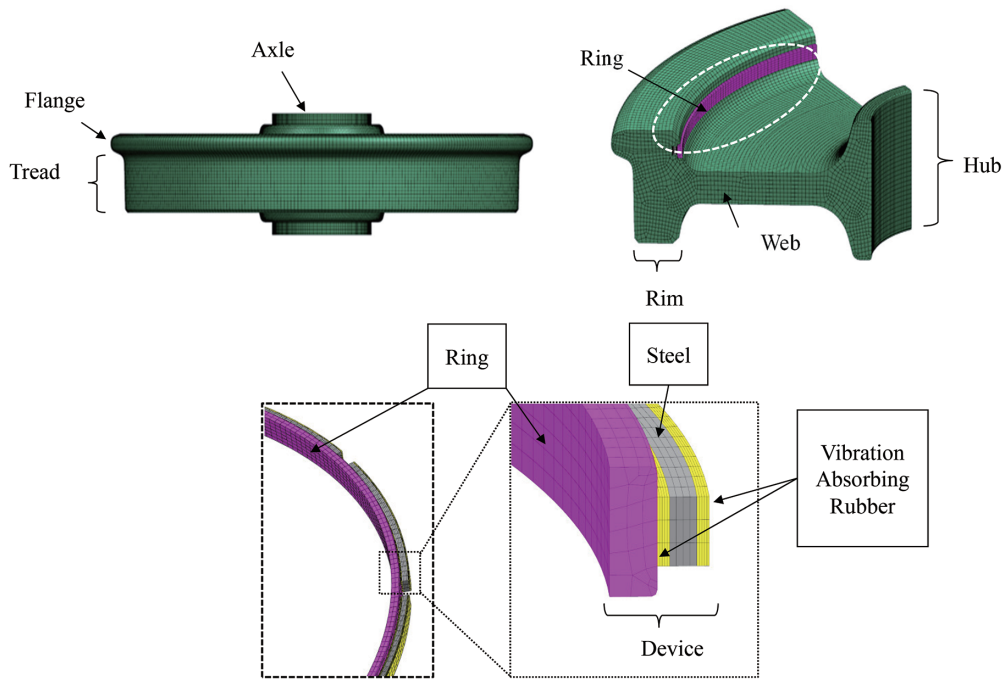 Axle
Flange
Tread
Ring
Hub
Web
Rim
Ring
Steel
Vibration
Absorbing
Rubber
Device